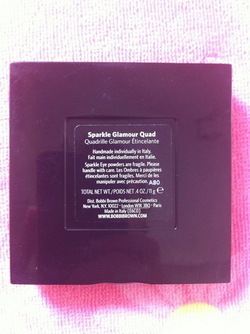 Sparkle Glamour Quad
Quadrille Glamour Étincelante
Handmade individually in Italy.
Fait main individuellement en Italie.
Sparkle Eye powders are fragile. Please
handle with care. Les Ombres à paupières
étincelantes sont fragiles. Merci de les
manipuler avec précaution. AB0
TOTAL NET WT./POIDS NET .4 OZ./11 g ℮
Dist. Bobbi Brown Professional Cosmetics
New York, N.Y. 10022 • London W1K 3BQ • Paris
Made in Italy
WWW.BOBBIBROWN.COM